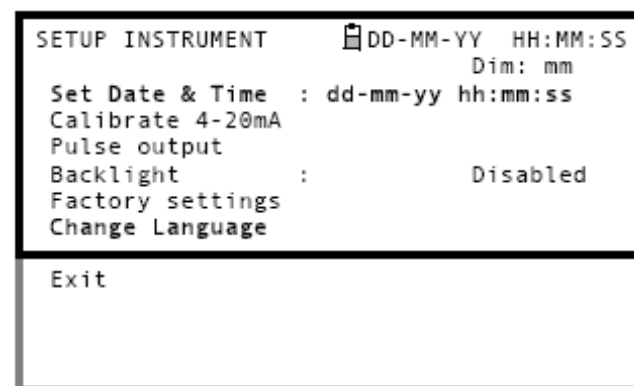 SETUP INSTRUMENT DD-MM-YY HH:MM:SS
Dim: mm
Set Date & Time : dd-mm-yy hh:mm:ss
Calibrate 4-20mA
Pulse output
Backlight : Disabled
Factory settings
Change Language
Exit